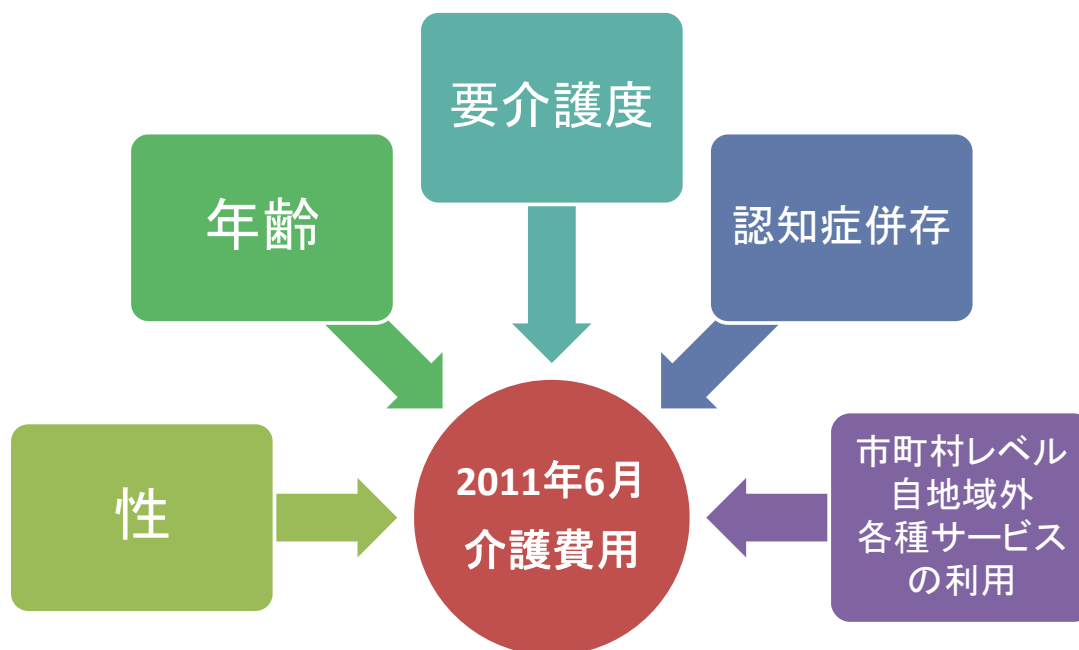 要介護度
年齢
認知症併存
性
2011年6月
介護費用
市町村レベル
自地域外
各種サービス
の利用